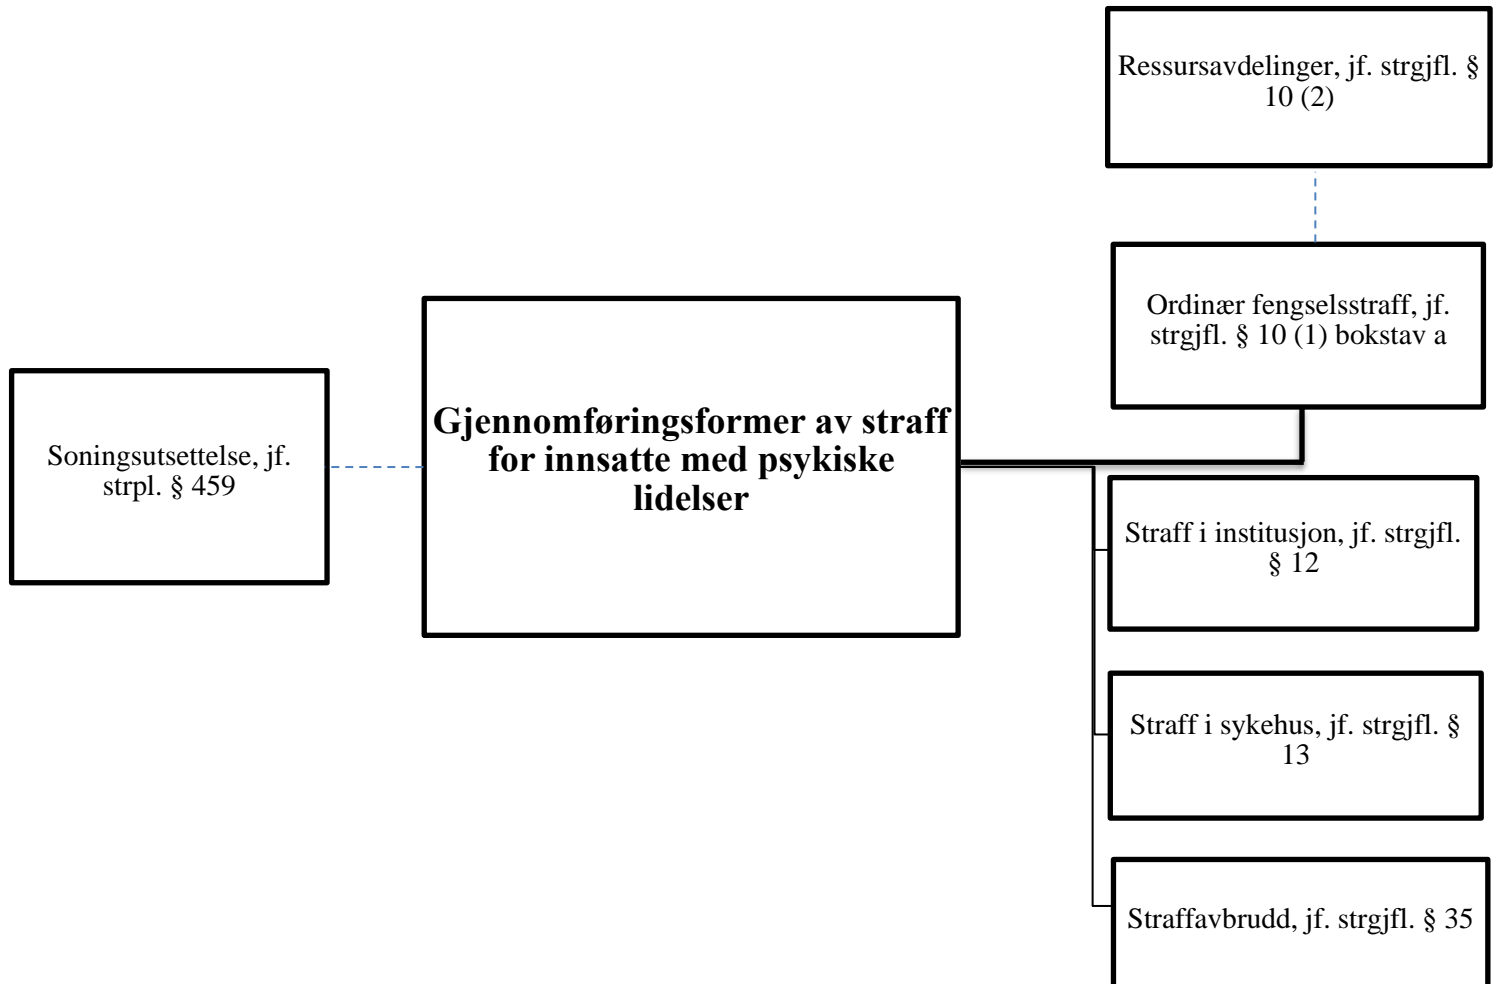 Ressursavdelinger, jf. strgjfl. §
10 (2)
Ordinær fengselsstraff, jf.
strgjfl. § 10 (1) bokstav a
Gjennomføringsformer av straff
for innsatte med psykiske
lidelser
Soningsutsettelse, jf.
strpl. § 459
Straff i institusjon, jf. strgjfl.
§ 12
Straff i sykehus, jf. strgjfl. §
13
Straffavbrudd, jf. strgjfl. § 35